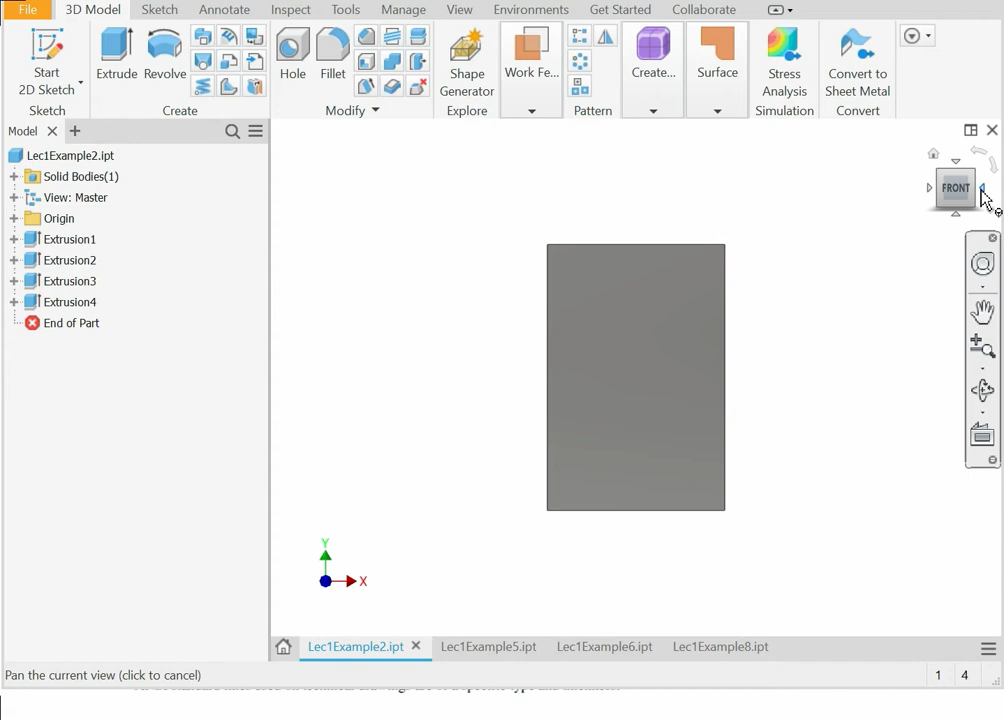 File 3D Model Sketch Annotate Inspect Tools Manage View Environments Get Started Collaborate
Start
2D Sketch
Extrude
Revolve
Hole
Fillet
Shape
Generator
Work Fe...
Create...
Surface
Stress
Analysis
Convert to
Sheet Metal
Sketch Create Modify Explore Pattern Simulation Convert
Model
Lec1Example2.ipt
Solid Bodies(1)
View: Master
Origin
Extrusion1
Extrusion2
Extrusion3
Extrusion4
End of Part
FRONT
Y
X
Lec1Example2.ipt Lec1Example5.ipt Lec1Example6.ipt Lec1Example8.ipt
Pan the current view (click to cancel) 1 4